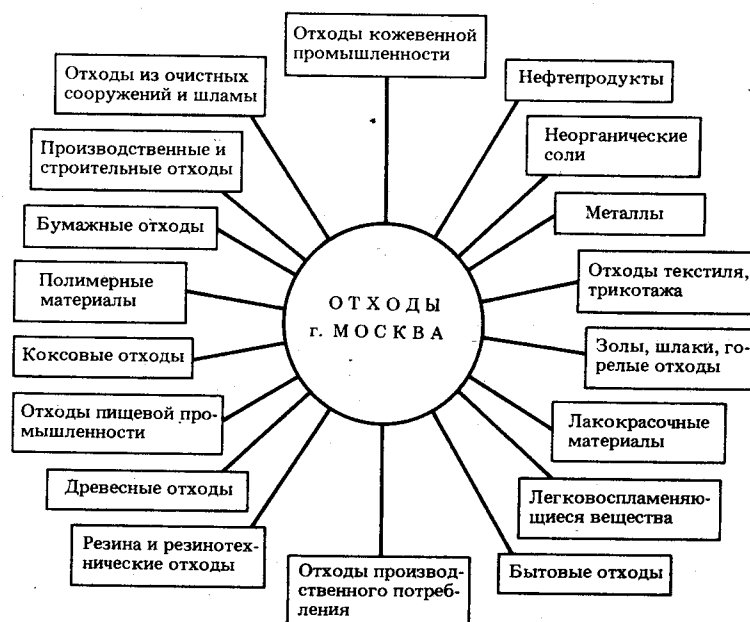 Отходы кожевенной
промышленности
Отходы из очистных
сооружений и шламы
Нефтепродукты
Производственные и
строительные отходы
Неорганические
соли
Бумажные отходы
Металлы
Полимерные
материалы
ОТХОДЫ
г. МОСКВА
Отходы текстиля,
трикотажа
Коксовые отходы
Золы, шлаки, го-
релые отходы
Отходы пищевой про-
мышленности
Лакокрасочные
материалы
Древесные отходы
Легковоспламеняю-
щиеся вещества
Резина и резинотех-
нические отходы
Отходы производ-
ственного потреб-
ления
Бытовые отходы